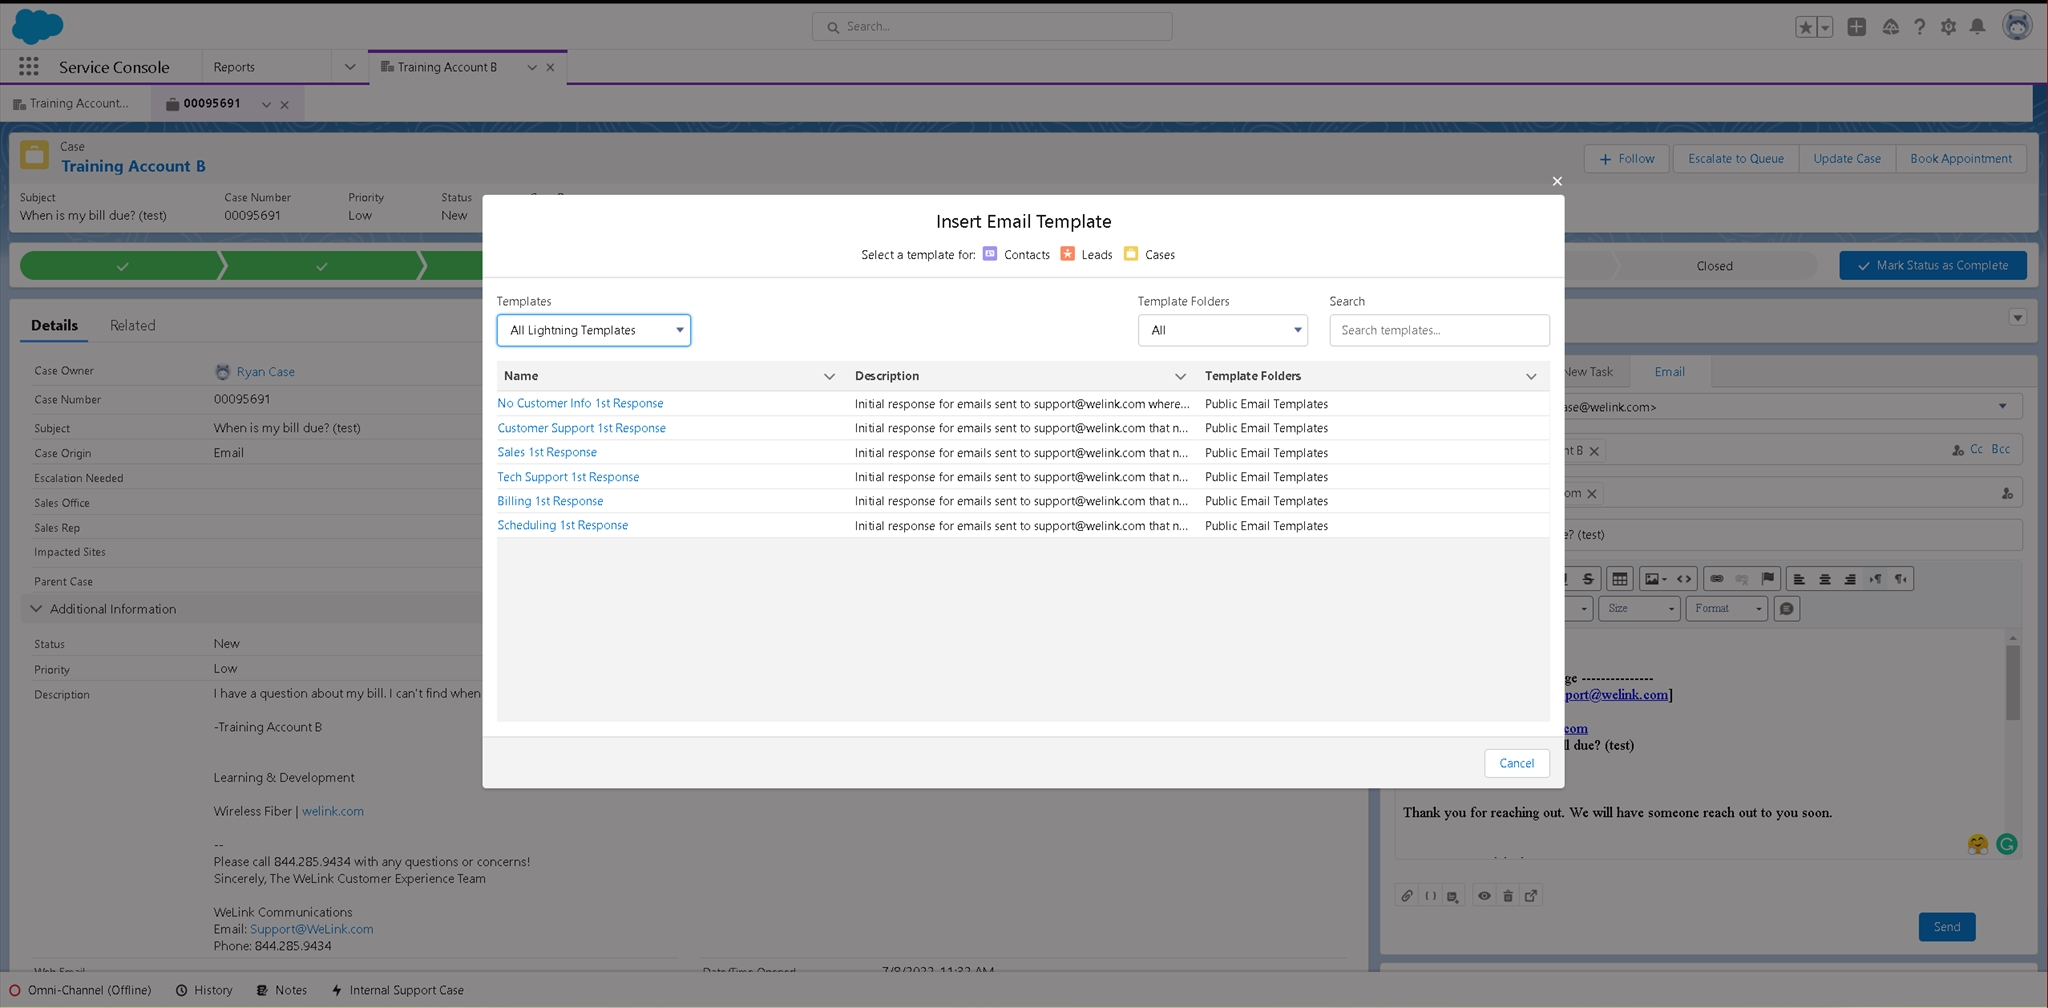 Search...
Service Console
Reports
Training Account B
Training Account...
00095691
Case
Training Account B
Follow
Escalate to Queue
Update Case
Book Appointment
Subject
Case Number
Priority
Status
When is my bill due? (test)
00095691
Low
New
Closed
Mark Status as Complete
Details
Related
Case Owner
Ryan Case
Case Number
00095691
Subject
When is my bill due? (test)
Case Origin
Email
Escalation Needed
Sales Office
Sales Rep
Impacted Sites
Parent Case
Additional Information
Status
New
Priority
Low
Description
I have a question about my bill. I can't find when
-Training Account B
Learning & Development
Wireless Fiber | welink.com
--
Please call 844.285.9434 with any questions or concerns!
Sincerely, The WeLink Customer Experience Team
WeLink Communications
Email: Support@WeLink.com
Phone: 844.285.9434
Web Email
Date/Time Opened
7/8/2022, 11:32 AM
Insert Email Template
Select a template for: Contacts Leads Cases
Templates
Template Folders
Search
All Lightning Templates
All
Search templates...
Name
Description
Template Folders
No Customer Info 1st Response
Initial response for emails sent to support@welink.com where...
Public Email Templates
Customer Support 1st Response
Initial response for emails sent to support@welink.com that n...
Public Email Templates
Sales 1st Response
Initial response for emails sent to support@welink.com that n...
Public Email Templates
Tech Support 1st Response
Initial response for emails sent to support@welink.com that n...
Public Email Templates
Billing 1st Response
Initial response for emails sent to support@welink.com that n...
Public Email Templates
Scheduling 1st Response
Initial response for emails sent to support@welink.com that n...
Public Email Templates
Cancel
New Task
Email
ase@welink.com>
nt B
Cc
Bcc
om
e? (test)
Size
Format
ge ---------------
port@welink.com]
com
ll due? (test)
Thank you for reaching out. We will have someone reach out to you soon.
Send
Omni-Channel (Offline)
History
Notes
Internal Support Case